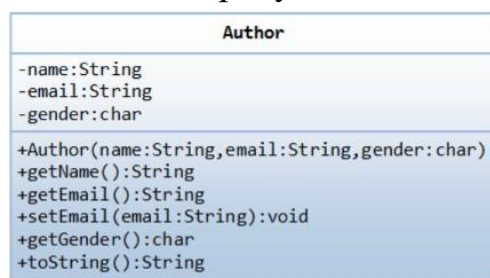 Author
-name:String
-email:String
-gender:char
+Author(name:String,email:String,gender:char)
+getName():String
+getEmail():String
+setEmail(email:String):void
+getGender():char
+toString():String